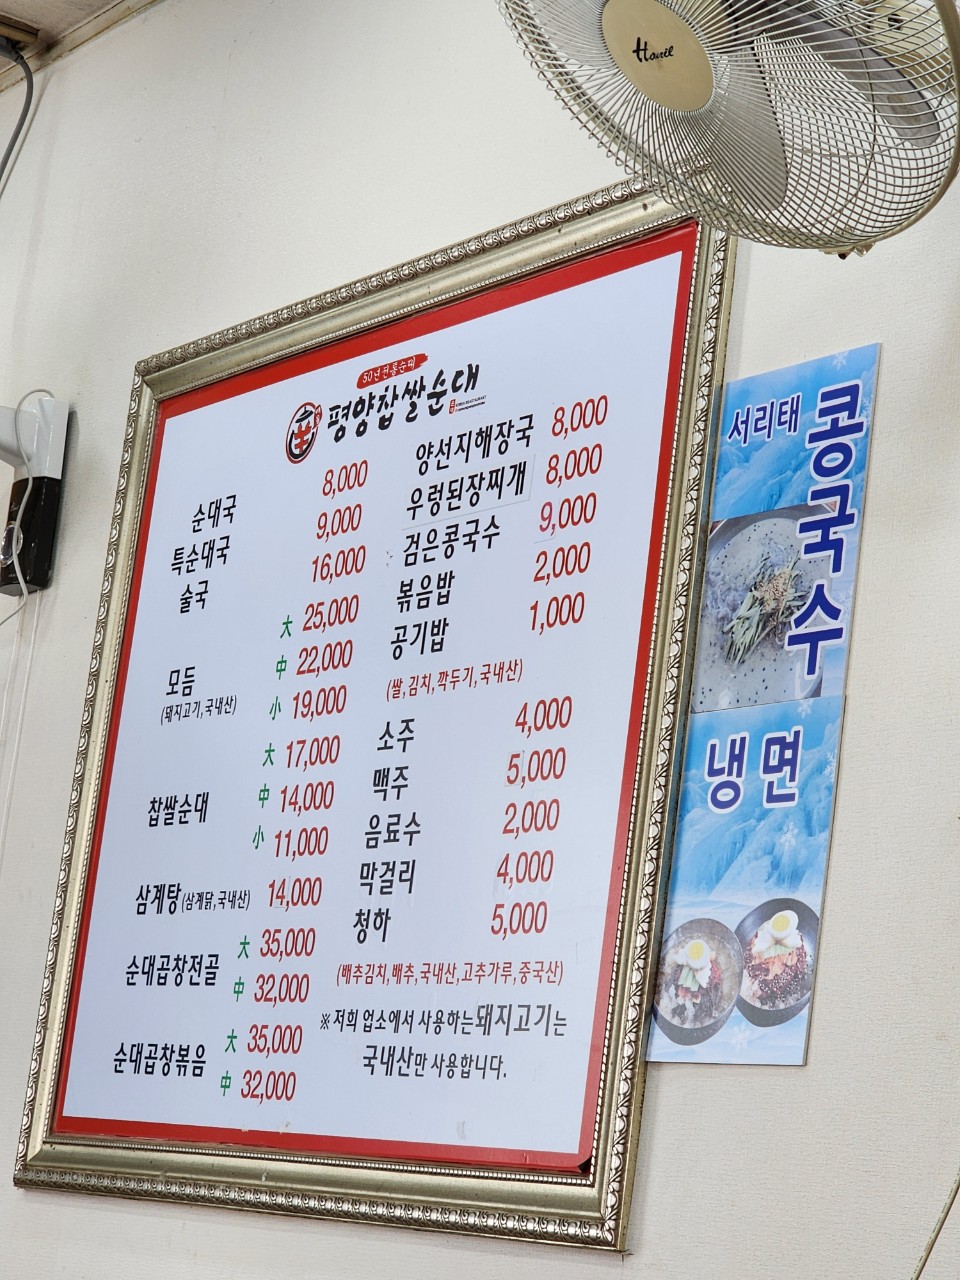 Hanil
50년전통순대
평양찹쌀순대
순대국 8,000
특순대국 9,000
술국 16,000
모듬 大 25,000
(돼지고기,국내산) 中 22,000
小 19,000
찹쌀순대 大 17,000
中 14,000
小 11,000
삼계탕(삼계닭,국내산) 14,000
순대곱창전골 大 35,000
中 32,000
순대곱창볶음 大 35,000
中 32,000
양선지해장국 8,000
우렁된장찌개 8,000
검은콩국수 9,000
볶음밥 2,000
공기밥 1,000
(쌀,김치,깍두기,국내산)
소주 4,000
맥주 5,000
음료수 2,000
막걸리 4,000
청하 5,000
(배추김치,배추,국내산,고추가루,중국산)
※ 저희 업소에서 사용하는돼지고기는
국내산만 사용합니다.
서리태
콩국수
냉면